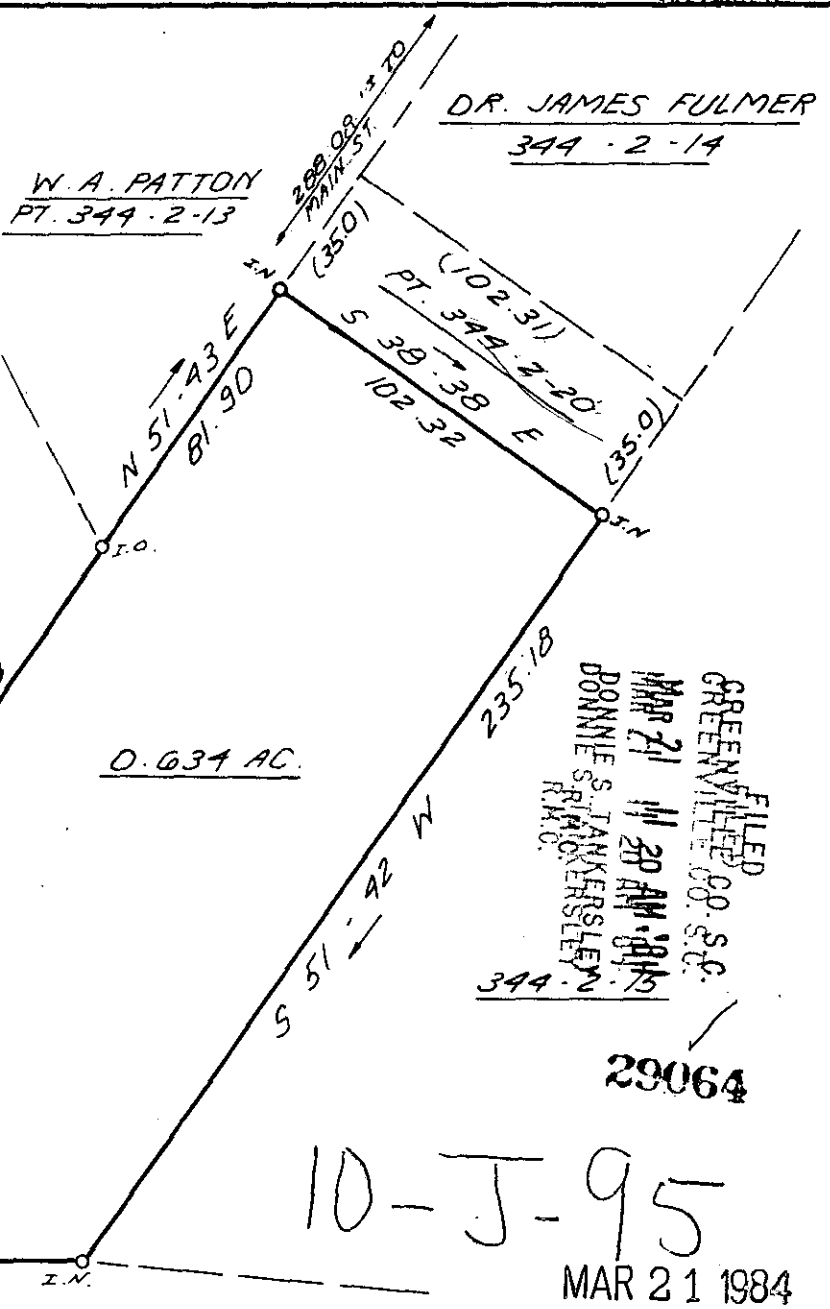 288.08 IS TO
MAIN ST.
DR. JAMES FULMER
344-2-14
W. A. PATTON
PT. 344-2-13
(35.0)
I.N
(102.31)
PT. 344-2-20
S 38-38 E
102.32
(35.0)
I.N
N 51-43 E
81.90
I.O.
235.18
0.634 AC.
S 51-42 W
FILED
GREENVILLE CO. S.C.
MAR 21 11 20 AM '84
DONNIE S. TANKERSLEY
R.M.C.
344-2-15
29064
10-J-95
I.N.
MAR 21 1984